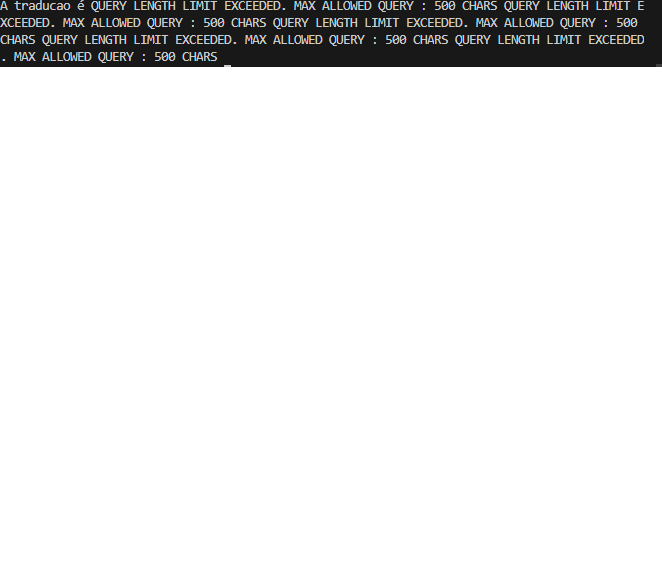 A traducao é QUERY LENGTH LIMIT EXCEEDED. MAX ALLOWED QUERY : 500 CHARS QUERY LENGTH LIMIT E
XCEEDED. MAX ALLOWED QUERY : 500 CHARS QUERY LENGTH LIMIT EXCEEDED. MAX ALLOWED QUERY : 500
CHARS QUERY LENGTH LIMIT EXCEEDED. MAX ALLOWED QUERY : 500 CHARS QUERY LENGTH LIMIT EXCEEDED
. MAX ALLOWED QUERY : 500 CHARS